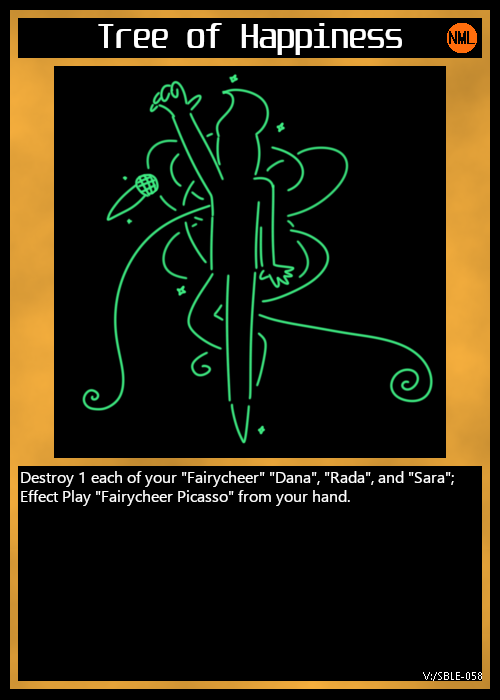 Tree of Happiness
NML
Destroy 1 each of your "Fairycheer" "Dana", "Rada", and "Sara";
Effect Play "Fairycheer Picasso" from your hand.
V:/SBLE-058